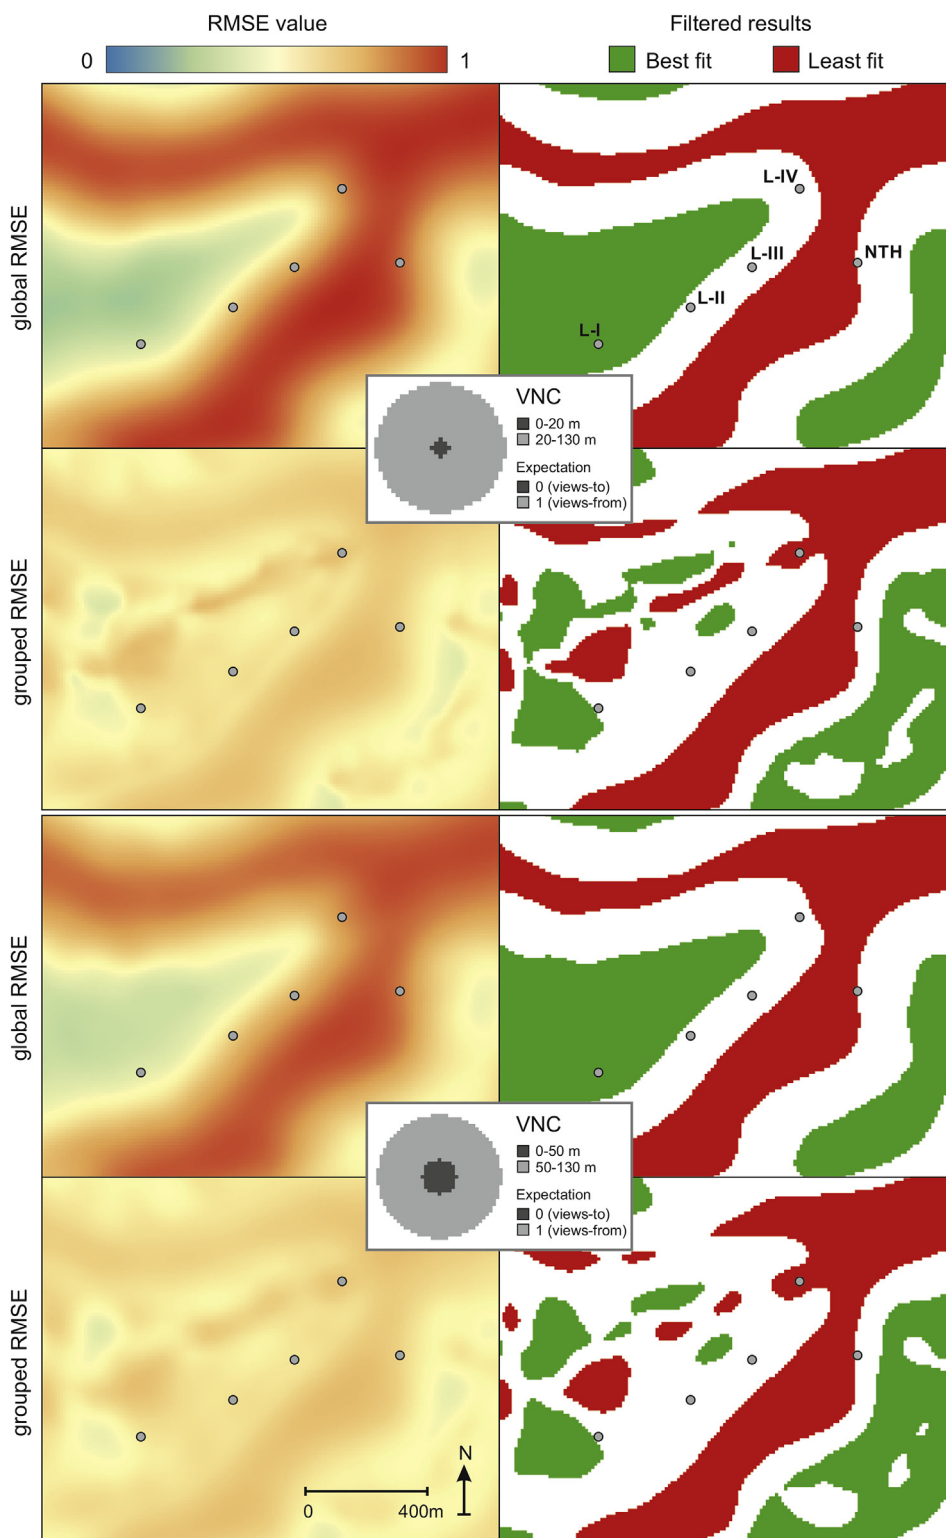 RMSE value
Filtered results
0
1
Best fit
Least fit
global RMSE
L-IV
L-III
NTH
L-II
L-I
VNC
0-20 m
20-130 m
Expectation
0 (views-to)
1 (views-from)
grouped RMSE
global RMSE
VNC
0-50 m
50-130 m
Expectation
0 (views-to)
1 (views-from)
grouped RMSE
N
0
400m